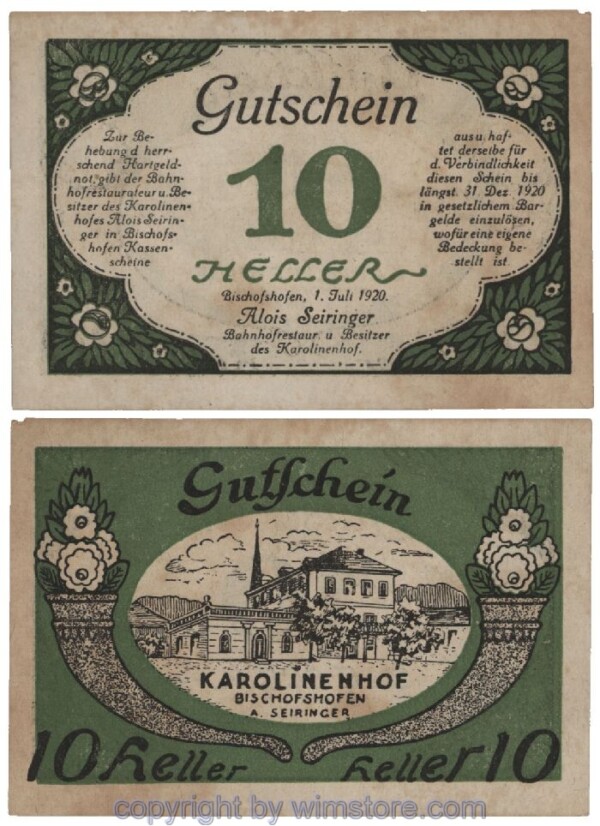 Gutschein
10
HELLER
Zur Be-
hebung d herr-
schend Hartgeld-
not, gibt der Bahn-
hofrestaurateur u. Be-
sitzer des Karolinen-
hofes Alois Seirin-
ger in Bischofs-
hofen Kassen-
scheine
aus u. haf-
tet derselbe für
d. Verbindlichkeit
diesen Schein bis
längst. 31. Dez. 1920
in gesetzlichem Bar-
gelde einzulösen,
wofür eine eigene
Bedeckung be-
stellt ist.
Bischofshofen, 1. Juli 1920.
Alois Seiringer
Bahnhofrestaur. u Besitzer
des Karolinenhof.
Gutschein
KAROLINENHOF
BISCHOFSHOFEN
A. SEIRINGER
10 Heller
Heller 10
copyright by wimstore.com